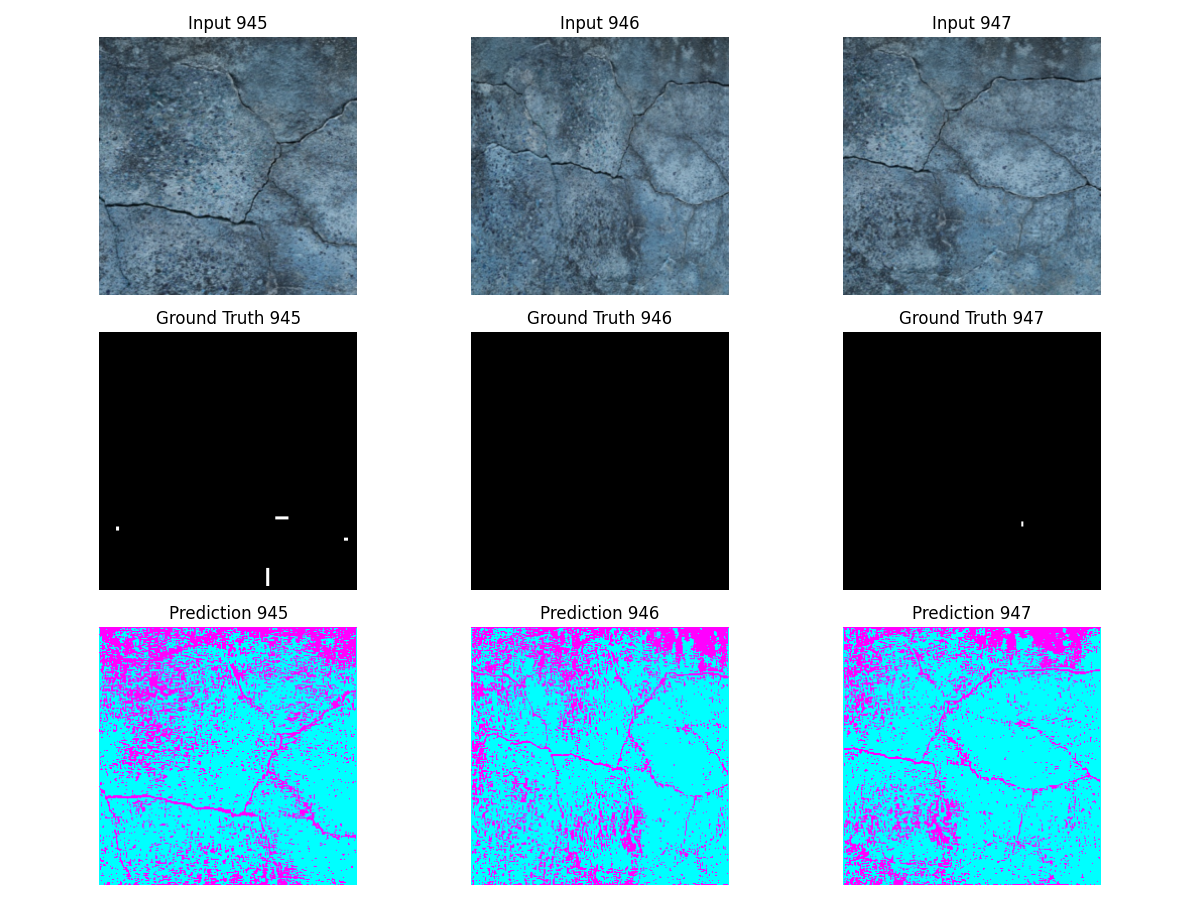 Input 945
Input 946
Input 947
Ground Truth 945
Ground Truth 946
Ground Truth 947
Prediction 945
Prediction 946
Prediction 947